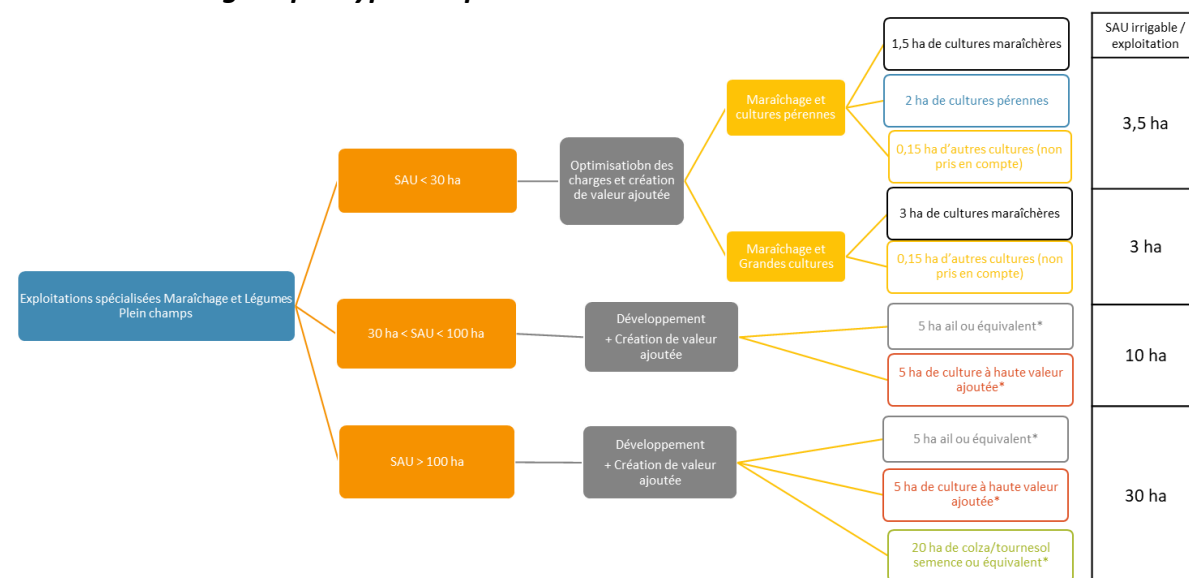 1,5 ha de cultures maraîchères
SAU irrigable /
exploitation
Maraîchage et
cultures pérennes
2 ha de cultures pérennes
3,5 ha
0,15 ha d'autres cultures (non
pris en compte)
SAU < 30 ha
Optimisatiobn des
charges et création
de valeur ajoutée
3 ha de cultures maraîchères
Maraîchage et
Grandes cultures
0,15 ha d'autres cultures (non
pris en compte)
3 ha
Exploitations spécialisées Maraîchage et Légumes
Plein champs
30 ha < SAU < 100 ha
Développement
+ Création de valeur
ajoutée
5 ha ail ou équivalent*
5 ha de culture à haute valeur
ajoutée*
10 ha
SAU > 100 ha
Développement
+ Création de valeur
ajoutée
5 ha ail ou équivalent*
5 ha de culture à haute valeur
ajoutée*
20 ha de colza/tournesol
semence ou équivalent*
30 ha